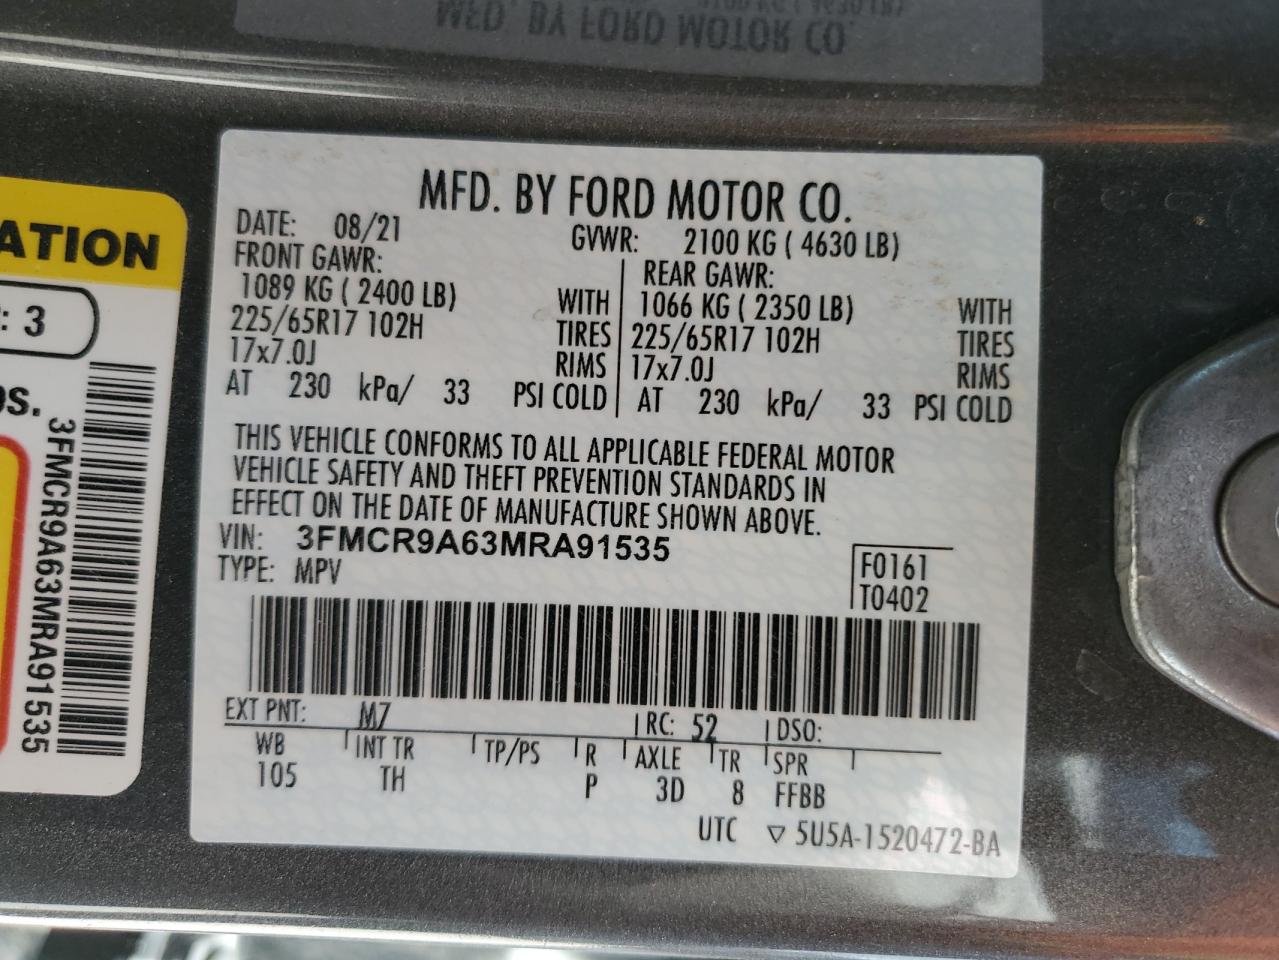 MFD. BY FORD MOTOR CO.
MFD. BY FORD MOTOR CO.
DATE: 08/21 GVWR: 2100 KG ( 4630 LB)
FRONT GAWR: REAR GAWR:
1089 KG ( 2400 LB) WITH 1066 KG ( 2350 LB) WITH
225/65R17 102H TIRES 225/65R17 102H TIRES
17x7.0J RIMS 17x7.0J RIMS
AT 230 kPa/ 33 PSI COLD AT 230 kPa/ 33 PSI COLD
THIS VEHICLE CONFORMS TO ALL APPLICABLE FEDERAL MOTOR
VEHICLE SAFETY AND THEFT PREVENTION STANDARDS IN
EFFECT ON THE DATE OF MANUFACTURE SHOWN ABOVE.
VIN: 3FMCR9A63MRA91535
TYPE: MPV
F0161
T0402
EXT PNT: M7 RC: 52 DSO:
WB INT TR TP/PS R AXLE TR SPR
105 TH P 3D 8 FFBB
UTC ▽ 5U5A-1520472-BA
ATION
: 3
os.
3FMCR9A63MRA91535